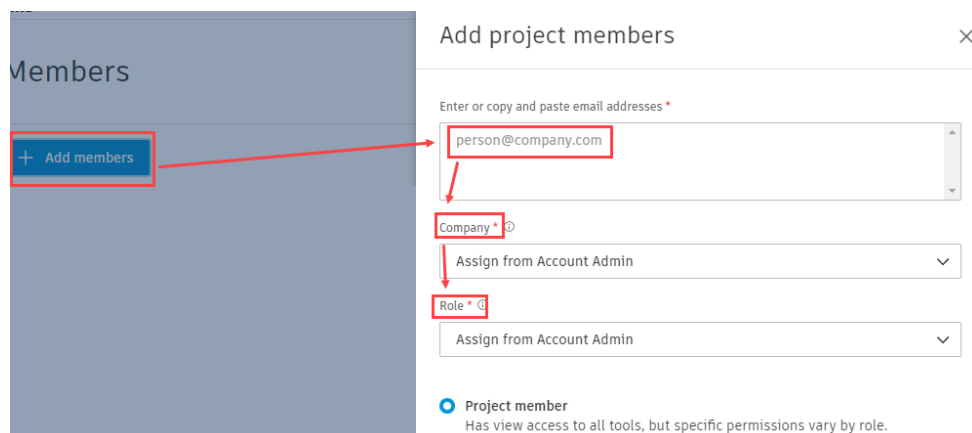 Members
+ Add members
Add project members
Enter or copy and paste email addresses *
person@company.com
Company *
Assign from Account Admin
Role *
Assign from Account Admin
Project member
Has view access to all tools, but specific permissions vary by role.